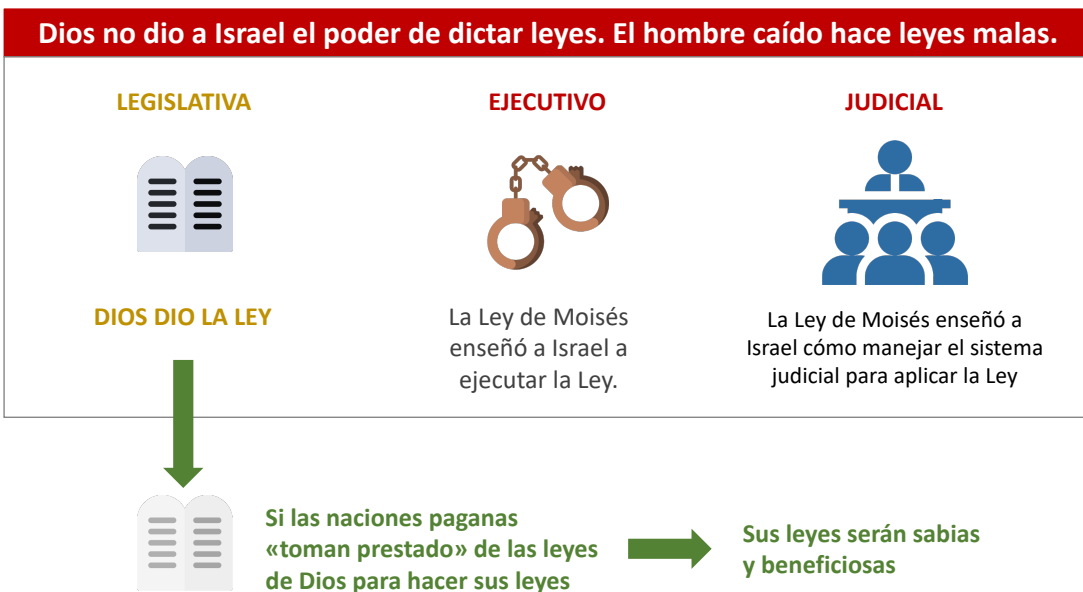 Dios no dio a Israel el poder de dictar leyes. El hombre caído hace leyes malas.
LEGISLATIVA
DIOS DIO LA LEY
EJECUTIVO
La Ley de Moisés
enseñó a Israel a
ejecutar la Ley.
JUDICIAL
La Ley de Moisés enseñó a
Israel cómo manejar el sistema
judicial para aplicar la Ley
Si las naciones paganas
«toman prestado» de las leyes
de Dios para hacer sus leyes
Sus leyes serán sabias
y beneficiosas